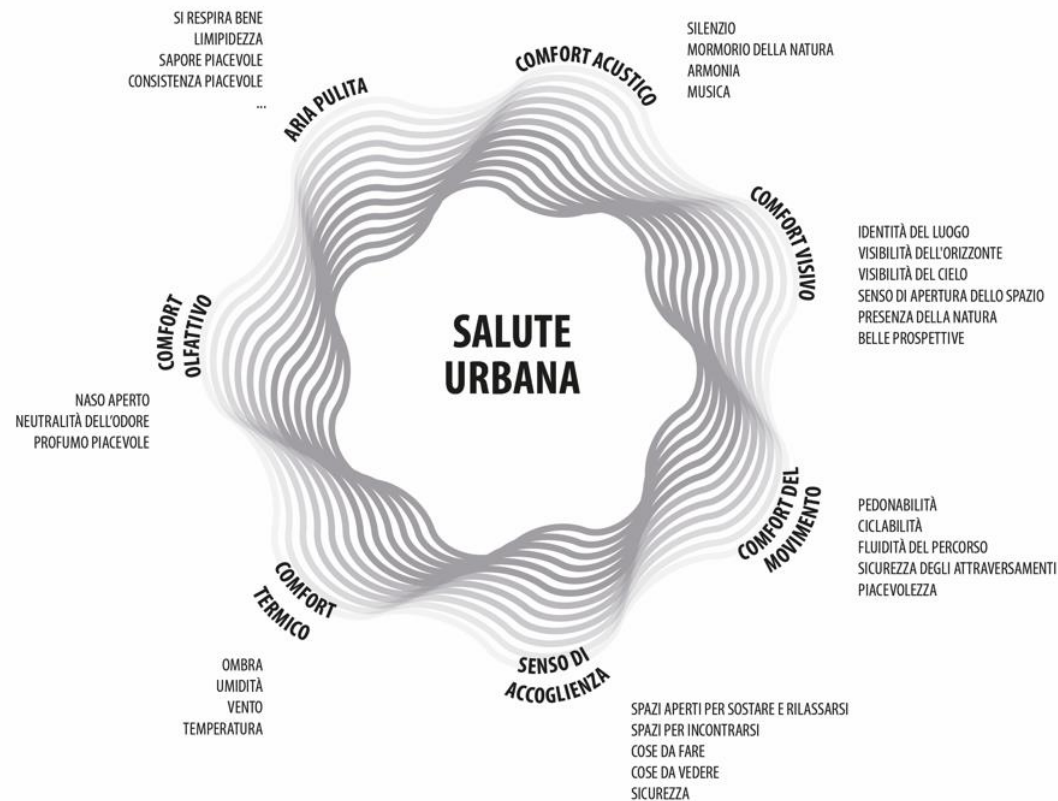 SI RESPIRA BENE
LIMIPIDEZZA
SAPORE PIACEVOLE
CONSISTENZA PIACEVOLE
...
ARIA PULITA
COMFORT ACUSTICO
SILENZIO
MORMORIO DELLA NATURA
ARMONIA
MUSICA
COMFORT VISIVO
IDENTITÀ DEL LUOGO
VISIBILITÀ DELL'ORIZZONTE
VISIBILITÀ DEL CIELO
SENSO DI APERTURA DELLO SPAZIO
PRESENZA DELLA NATURA
BELLE PROSPETTIVE
SALUTE
URBANA
COMFORT
OLFATTIVO
NASO APERTO
NEUTRALITÀ DELL'ODORE
PROFUMO PIACEVOLE
COMFORT DEL
MOVIMENTO
PEDONABILITÀ
CICLABILITÀ
FLUIDITÀ DEL PERCORSO
SICUREZZA DEGLI ATTRAVERSAMENTI
PIACEVOLEZZA
COMFORT
TERMICO
OMBRA
UMIDITÀ
VENTO
TEMPERATURA
SENSO DI
ACCOGLIENZA
SPAZI APERTI PER SOSTARE E RILASSARSI
SPAZI PER INCONTRARSI
COSE DA FARE
COSE DA VEDERE
SICUREZZA